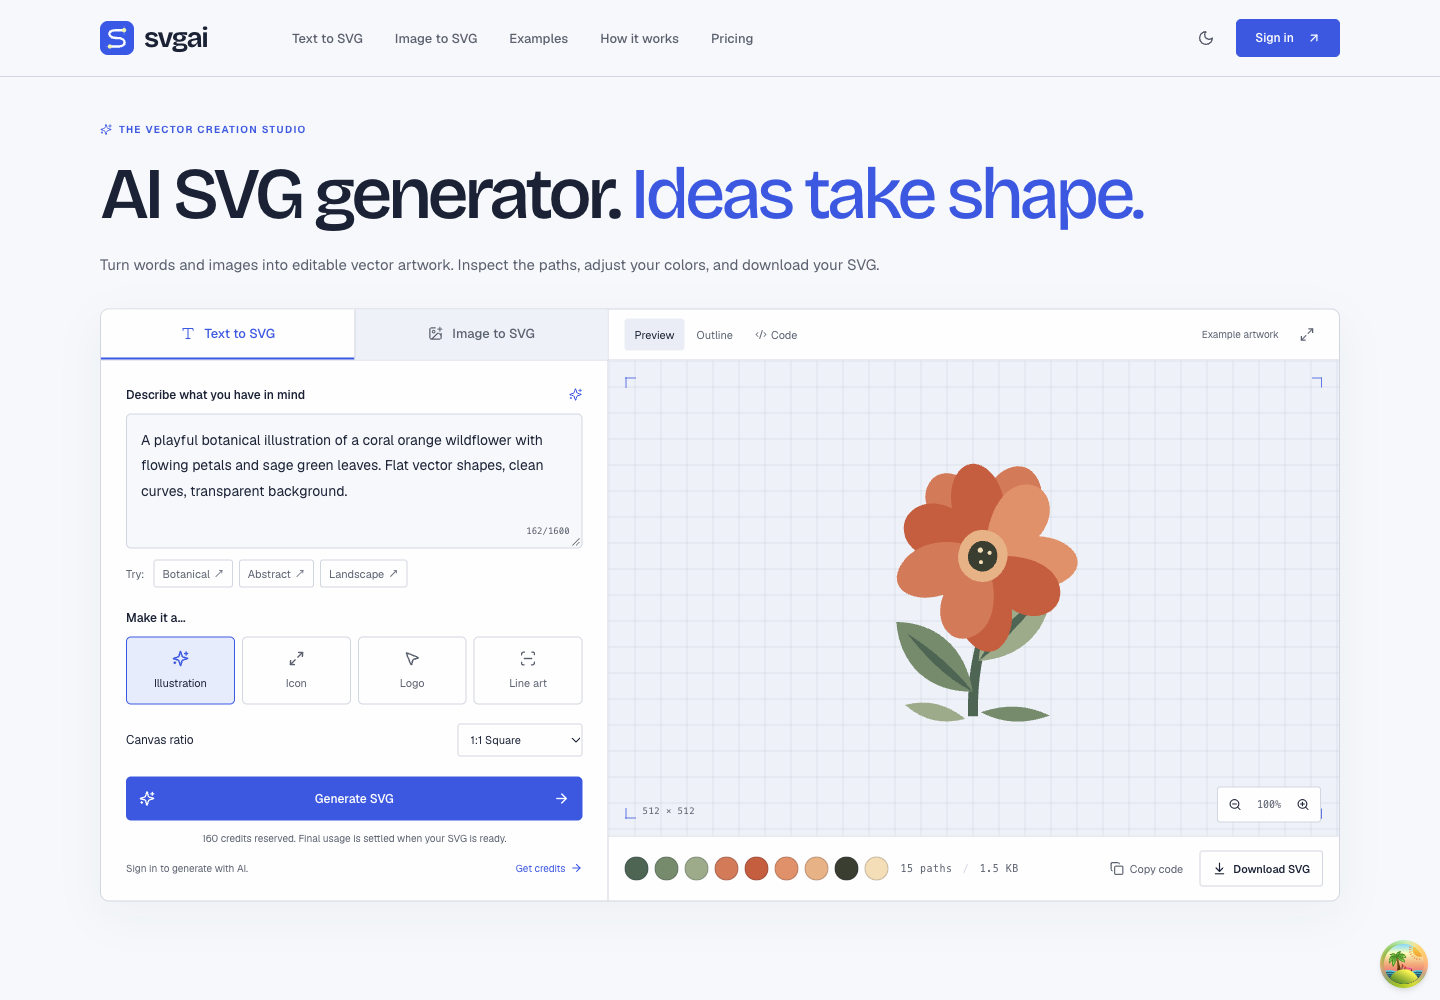 svgai
Text to SVG
Image to SVG
Examples
How it works
Pricing
Sign in
THE VECTOR CREATION STUDIO
AI SVG generator. Ideas take shape.
Turn words and images into editable vector artwork. Inspect the paths, adjust your colors, and download your SVG.
Text to SVG
Image to SVG
Describe what you have in mind
A playful botanical illustration of a coral orange wildflower with
flowing petals and sage green leaves. Flat vector shapes, clean
curves, transparent background.
162/1600
Try:
Botanical ↗
Abstract ↗
Landscape ↗
Make it a...
Illustration
Icon
Logo
Line art
Canvas ratio
1:1 Square
Generate SVG
160 credits reserved. Final usage is settled when your SVG is ready.
Sign in to generate with AI.
Get credits
Preview
Outline
Code
Example artwork
512 × 512
100%
15 paths / 1.5 KB
Copy code
Download SVG